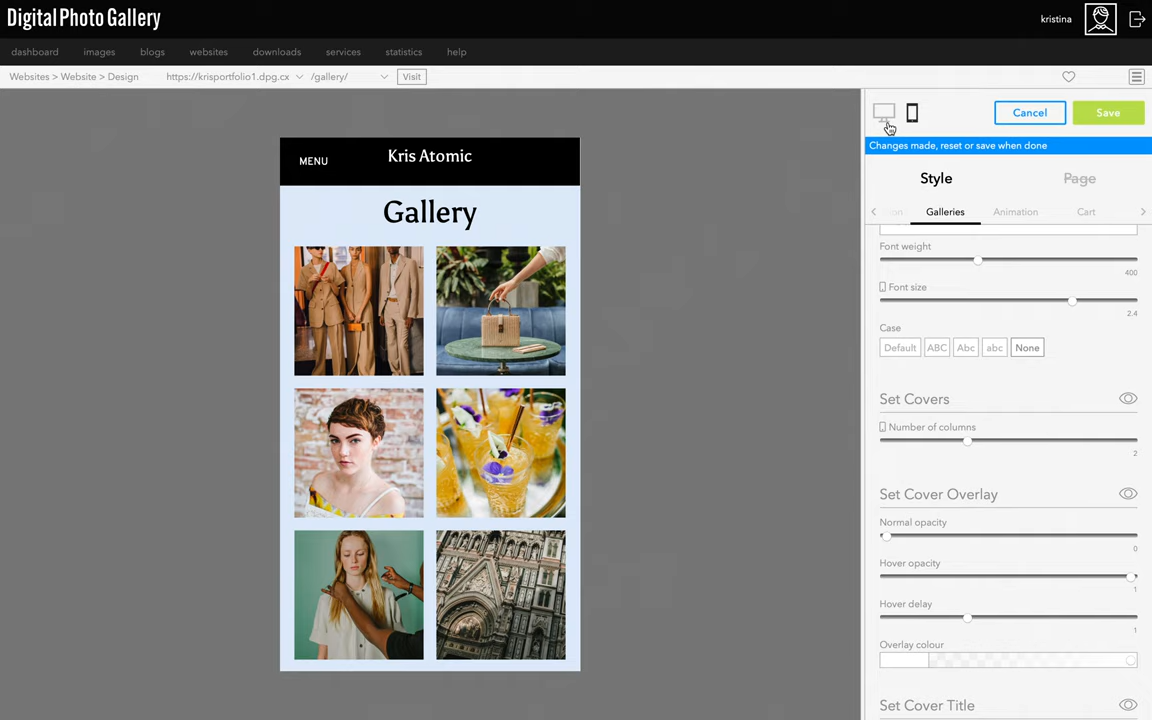 Digital Photo Gallery
kristina
dashboard images blogs websites downloads services statistics help
Websites > Website > Design https://krisportfolio1.dpg.cx /gallery/ Visit
Cancel Save
Changes made, reset or save when done
MENU Kris Atomic
Style Page
Gallery
on Galleries Animation Cart
Font weight
400
Font size
2.4
Case
Default ABC Abc abc None
Set Covers
Number of columns
2
Set Cover Overlay
Normal opacity
0
Hover opacity
1
Hover delay
1
Overlay colour
Set Cover Title